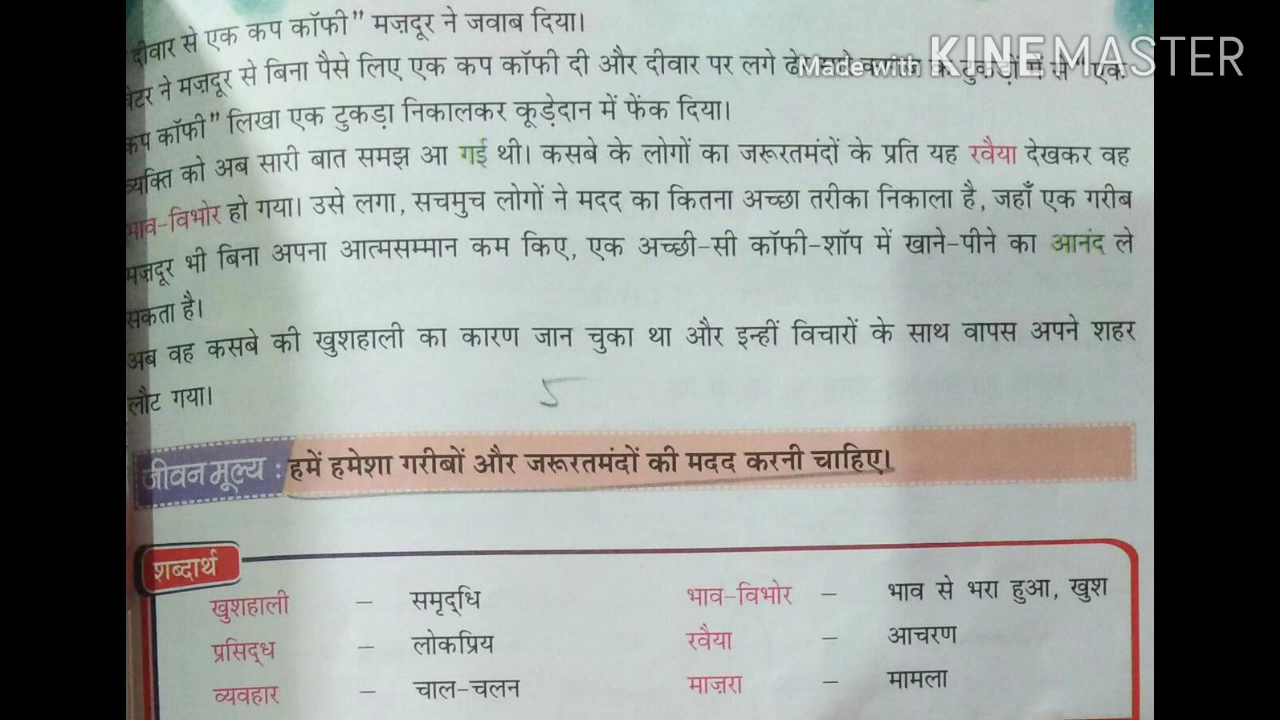 दीवार से एक कप कॉफी” मज़दूर ने जवाब दिया।
वेटर ने मज़दूर से बिना पैसे लिए एक कप कॉफी दी और दीवार पर लगे ढेर टुकड़ों में से “एक
कप कॉफी” लिखा एक टुकड़ा निकालकर कूड़ेदान में फेंक दिया।
व्यक्ति को अब सारी बात समझ आ गई थी। कसबे के लोगों का जरूरतमंदों के प्रति यह रवैया देखकर वह
भाव-विभोर हो गया। उसे लगा, सचमुच लोगों ने मदद का कितना अच्छा तरीका निकाला है, जहाँ एक गरीब
मज़दूर भी बिना अपना आत्मसम्मान कम किए, एक अच्छी-सी कॉफी-शॉप में खाने-पीने का आनंद ले
सकता है।
अब वह कसबे की खुशहाली का कारण जान चुका था और इन्हीं विचारों के साथ वापस अपने शहर
लौट गया।
5
जीवन मूल्य : हमें हमेशा गरीबों और जरूरतमंदों की मदद करनी चाहिए।
शब्दार्थ
खुशहाली – समृद्धि भाव-विभोर – भाव से भरा हुआ, खुश
प्रसिद्ध – लोकप्रिय रवैया – आचरण
व्यवहार – चाल-चलन माज़रा – मामला
Made with KINEMASTER